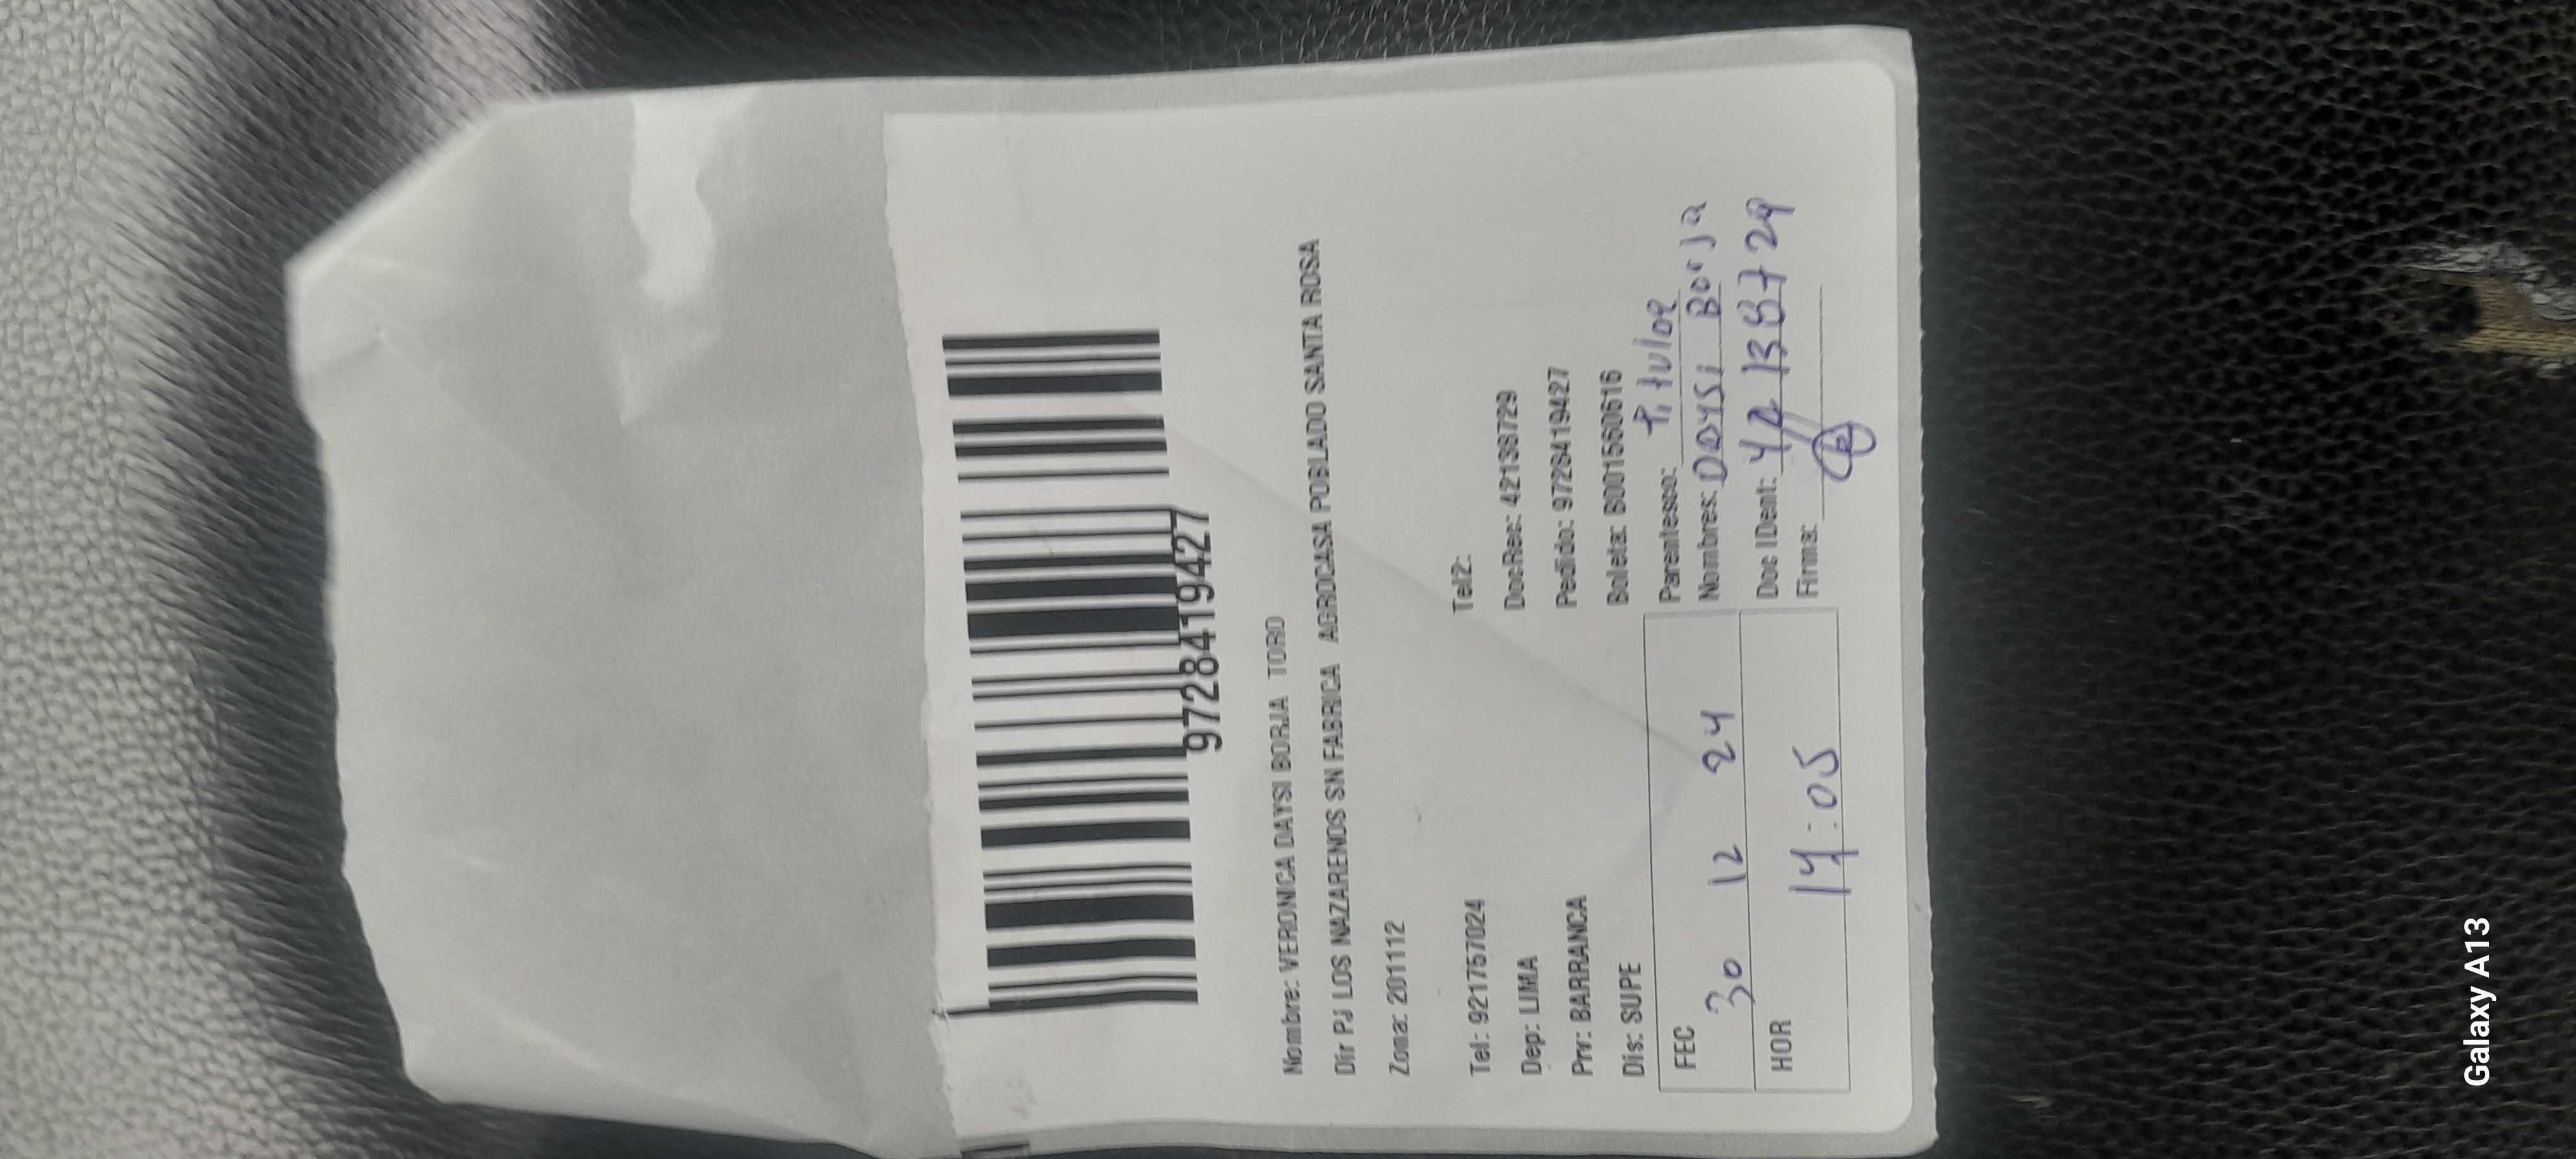 9728419427
Nombre: VERONICA DAYSI BORJA TORO
Dir PJ LOS NAZARENOS SN FABRICA AGROCASA POBLADO SANTA ROSA
Zona: 201112
Tel: 921757024 Tel2:
Dep: LIMA DocRec: 42138729
Prv: BARRANCA Pedido: 9728419427
Dis: SUPE Boleta: B001550616
FEC 30 12 24
HOR 14:05
Parentesco: Titular
Nombres: Daysi Borja
Doc IDent: 42138729
Firma:
Galaxy A13